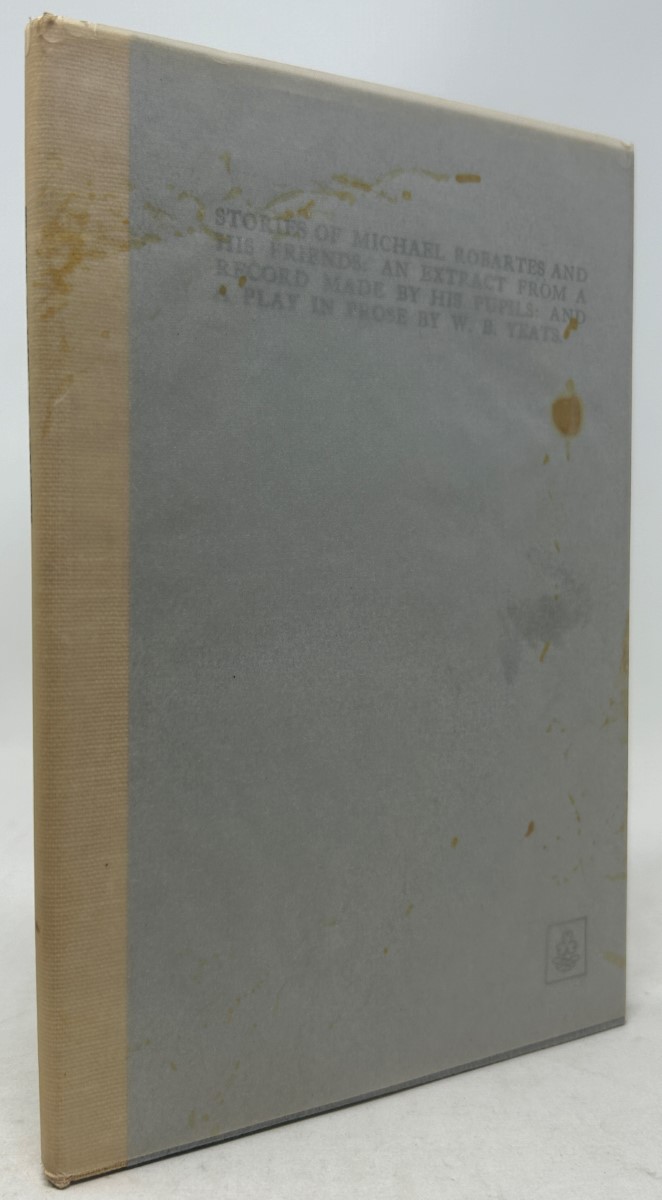 STORIES OF MICHAEL ROBARTES AND
HIS FRIENDS: AN EXTRACT FROM A
RECORD MADE BY HIS PUPILS: AND
A PLAY IN PROSE BY W. B. YEATS.